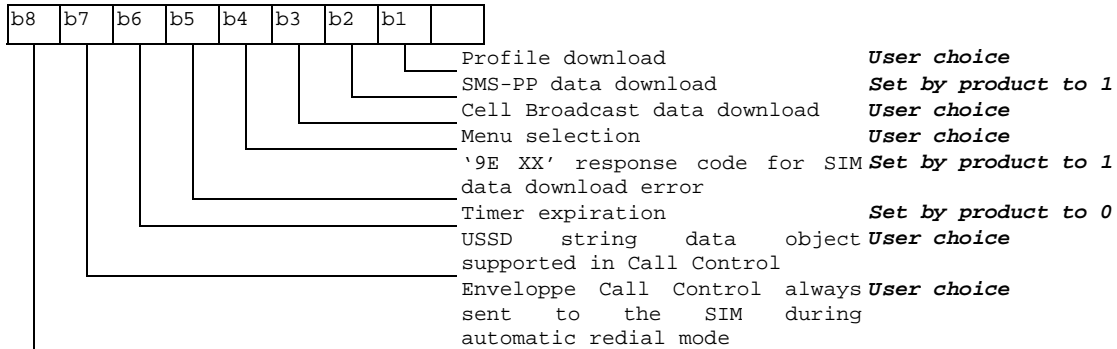 b8 b7 b6 b5 b4 b3 b2 b1
Profile download User choice
SMS-PP data download Set by product to 1
Cell Broadcast data download User choice
Menu selection User choice
‘9E XX’ response code for SIM Set by product to 1
data download error
Timer expiration Set by product to 0
USSD string data object User choice
supported in Call Control
Enveloppe Call Control always User choice
sent to the SIM during
automatic redial mode